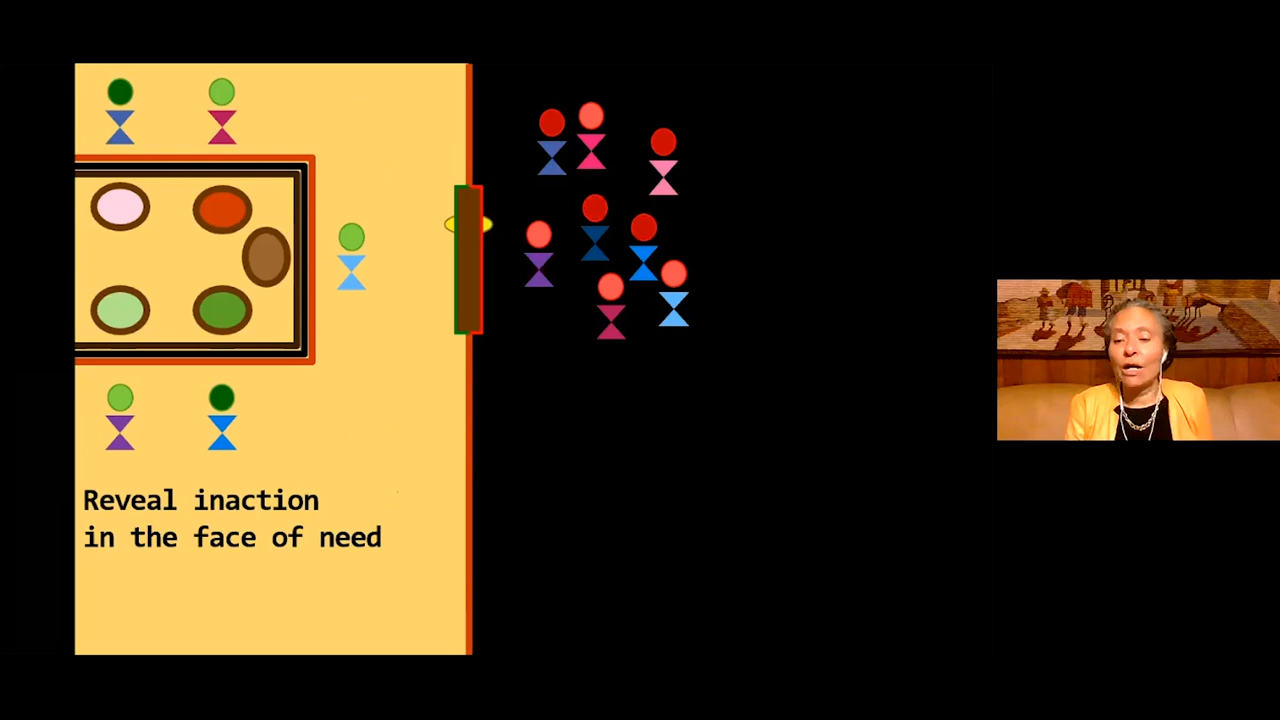 Reveal inaction
in the face of need